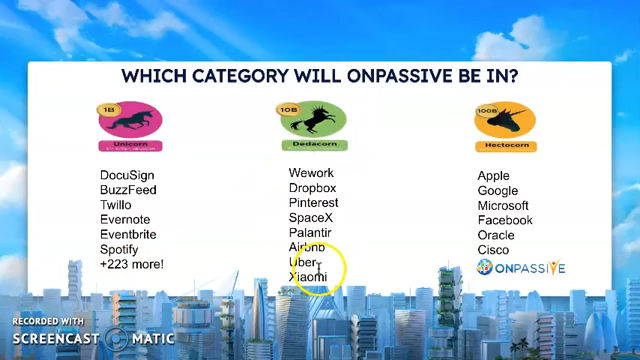 WHICH CATEGORY WILL ONPASSIVE BE IN?
1B
Unicorn
DocuSign
BuzzFeed
Twillo
Evernote
Eventbrite
Spotify
+223 more!
10B
Dedacorn
Wework
Dropbox
Pinterest
SpaceX
Palantir
Airbnb
Uber
Xiaomi
100B
Hectocorn
Apple
Google
Microsoft
Facebook
Oracle
Cisco
ONPASSIVE
RECORDED WITH
SCREENCAST MATIC